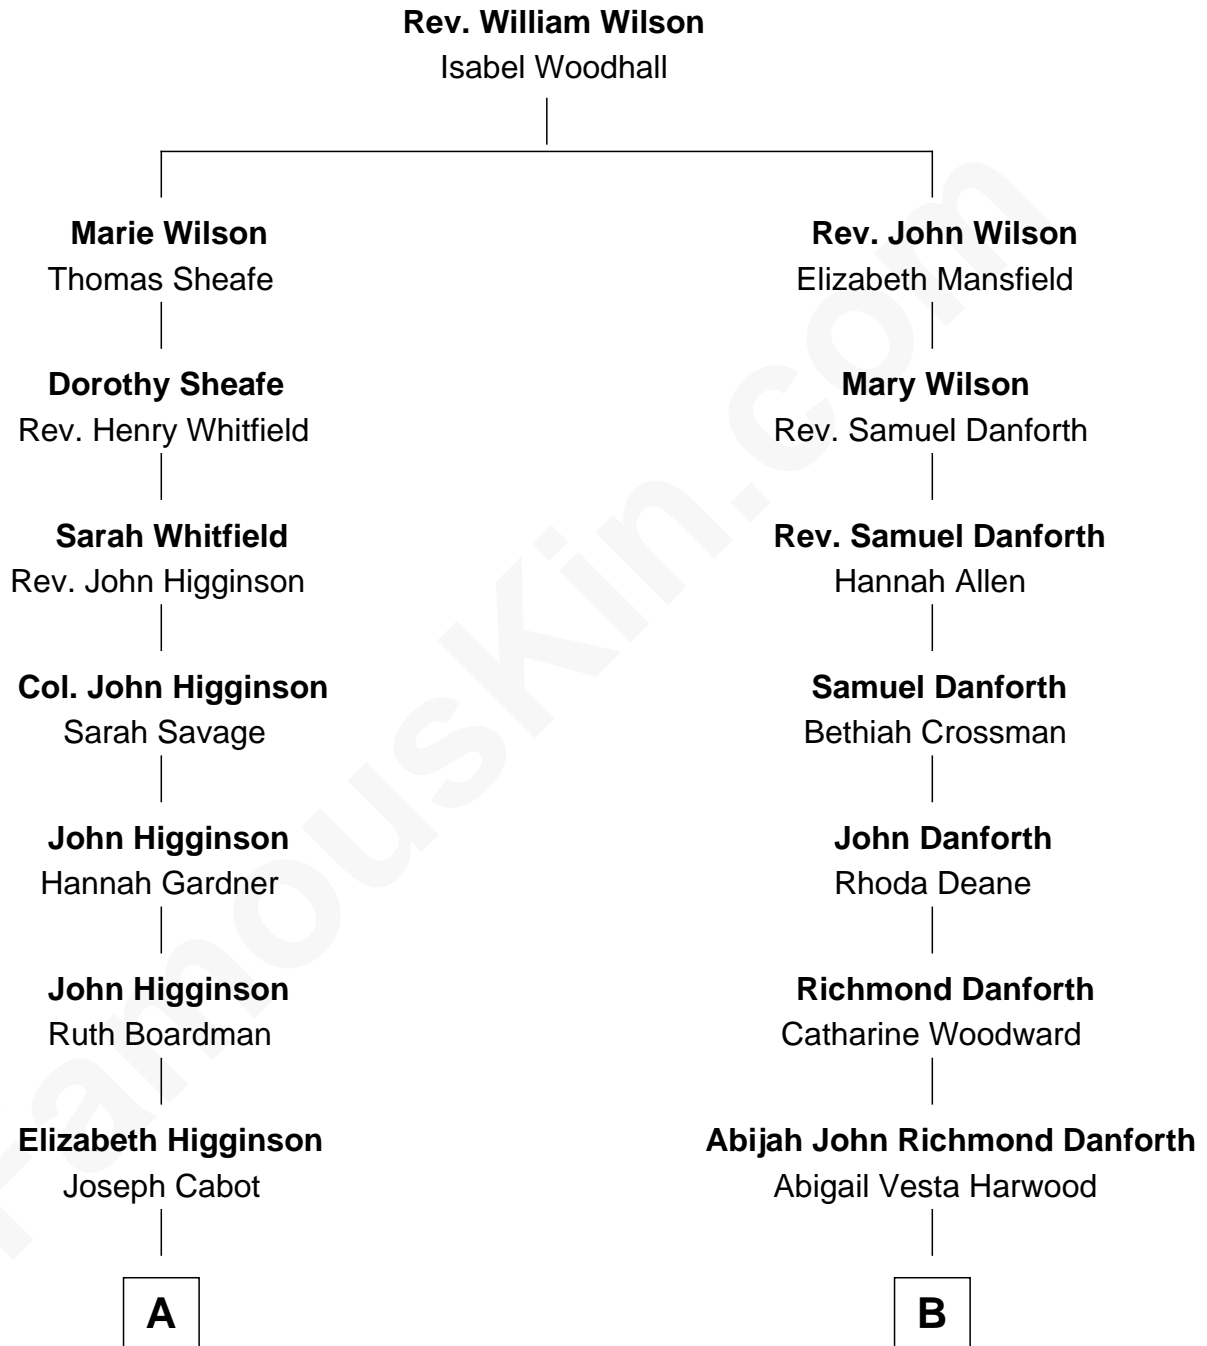 Rev. William Wilson
Isabel Woodhall
Marie Wilson
Thomas Sheafe
Rev. John Wilson
Elizabeth Mansfield
Dorothy Sheafe
Rev. Henry Whitfield
Mary Wilson
Rev. Samuel Danforth
Sarah Whitfield
Rev. John Higginson
Rev. Samuel Danforth
Hannah Allen
Col. John Higginson
Sarah Savage
Samuel Danforth
Bethiah Crossman
John Higginson
Hannah Gardner
John Danforth
Rhoda Deane
John Higginson
Ruth Boardman
Richmond Danforth
Catharine Woodward
Elizabeth Higginson
Joseph Cabot
Abijah John Richmond Danforth
Abigail Vesta Harwood
A
B
FamousKin.com